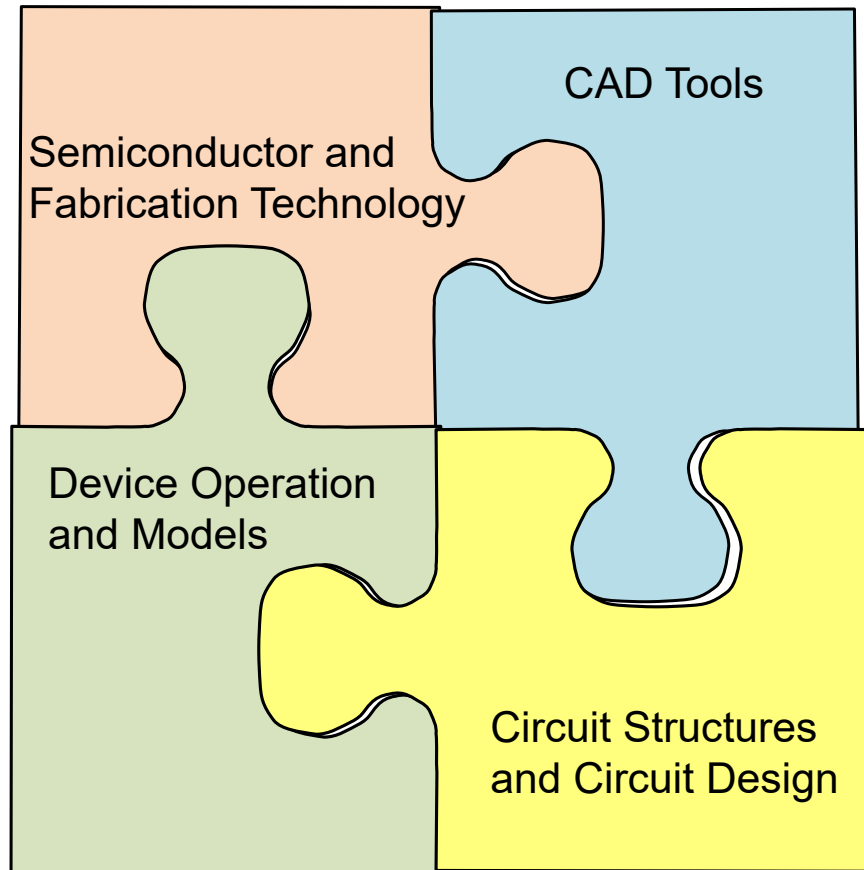 CAD Tools
Semiconductor and
Fabrication Technology
Device Operation
and Models
Circuit Structures
and Circuit Design